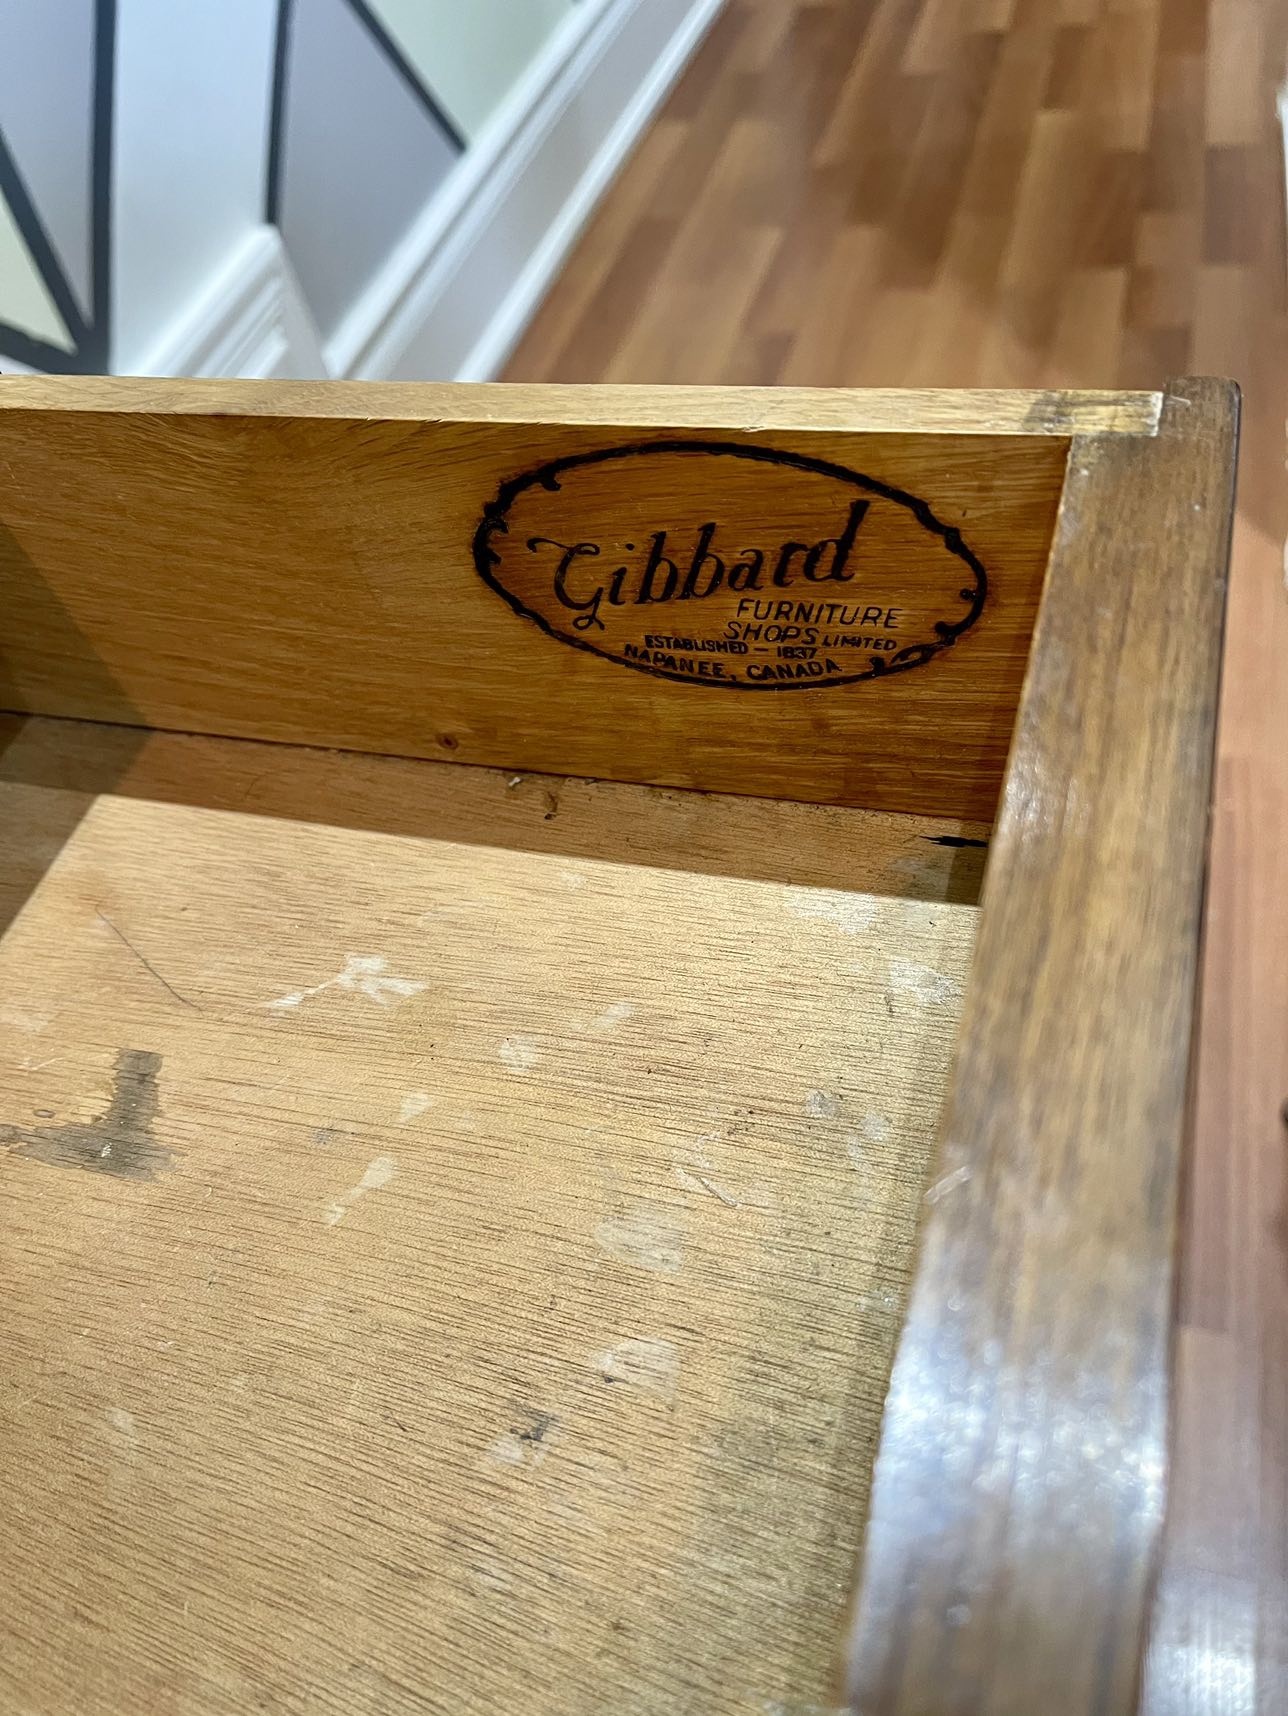 Gibbard
FURNITURE
SHOPS LIMITED
ESTABLISHED - 1837
NAPANEE, CANADA